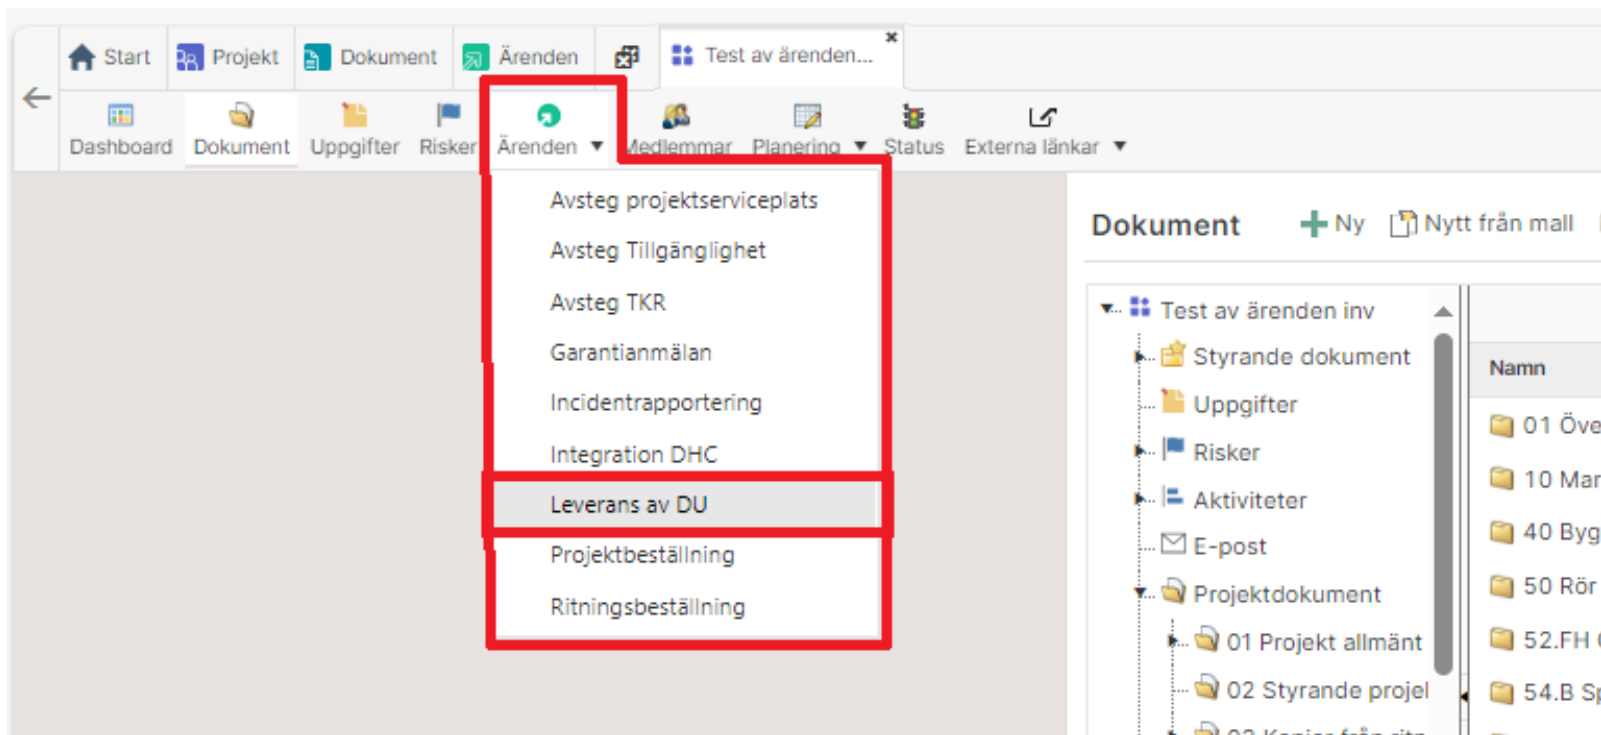 Start Projekt Dokument Ärenden Test av ärenden...
Dashboard Dokument Uppgifter Risker Ärenden Medlemmar Planering Status Externa länkar
Avsteg projektserviceplats
Avsteg Tillgänglighet
Avsteg TKR
Garantianmälan
Incidentrapportering
Integration DHC
Leverans av DU
Projektbeställning
Ritningsbeställning
Dokument Ny Nytt från mall
Test av ärenden inv
Styrande dokument
Uppgifter
Risker
Aktiviteter
E-post
Projektdokument
01 Projekt allmänt
02 Styrande projel
Namn
01 Öve
10 Mar
40 Byg
50 Rör
52.FH
54.B Sp